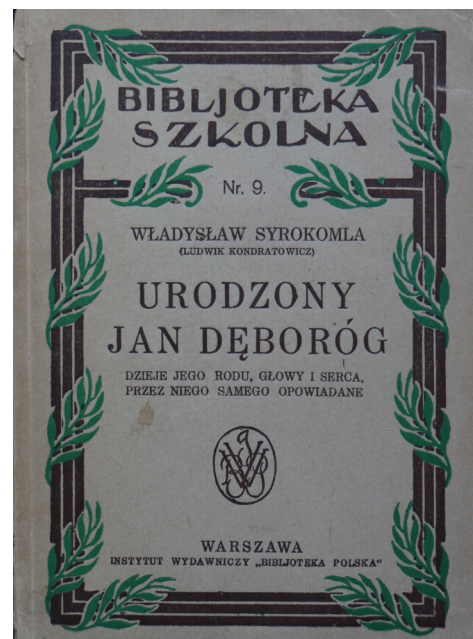 BIBLJOTEKA
SZKOLNA
Nr. 9.
WŁADYSŁAW SYROKOMLA
(LUDWIK KONDRATOWICZ)
URODZONY
JAN DĘBORÓG
DZIEJE JEGO RODU, GŁOWY I SERCA,
PRZEZ NIEGO SAMEGO OPOWIADANE
WARSZAWA
INSTYTUT WYDAWNICZY „BIBLJOTEKA POLSKA"